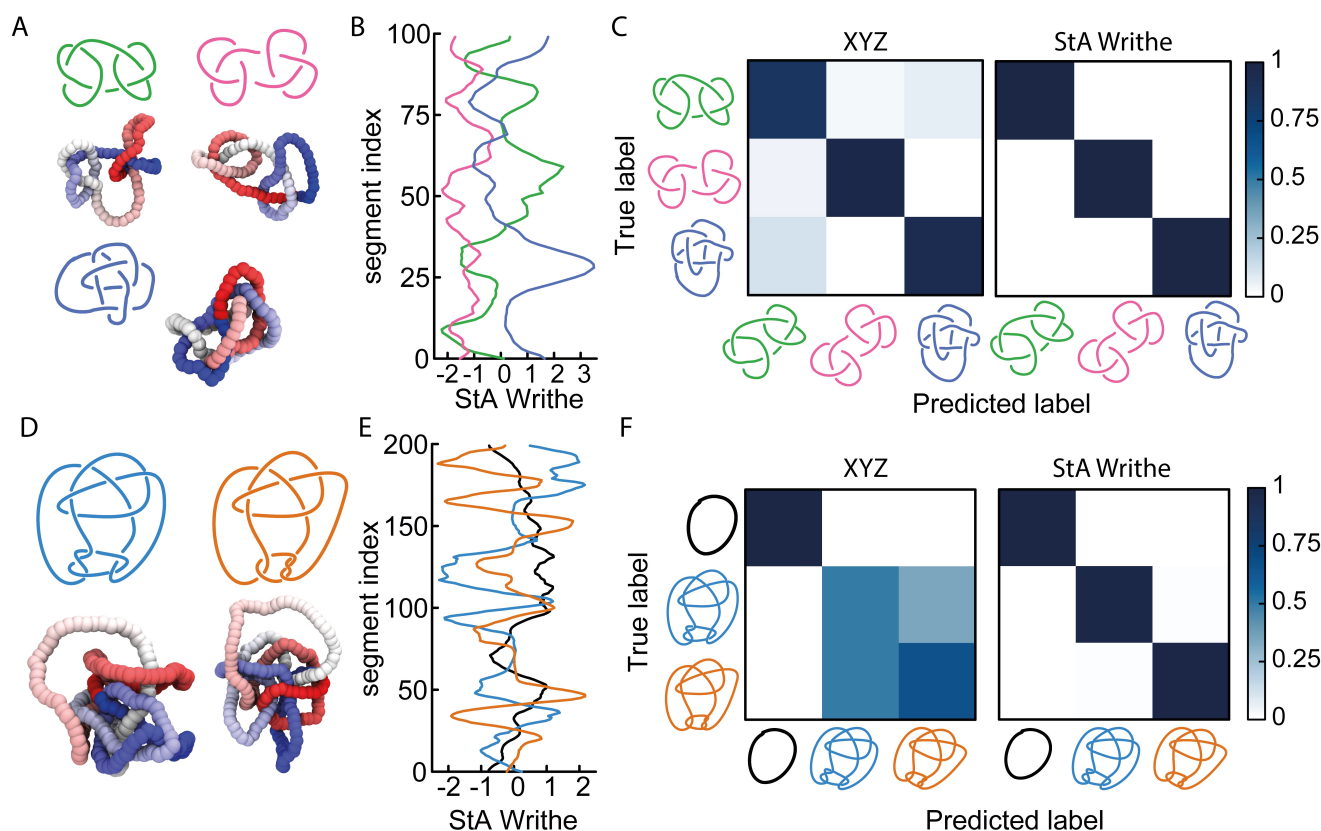 A
B
C
100
75
50
25
0
segment index
-2 -1 0 1 2 3
StA Writhe
XYZ
StA Writhe
True label
Predicted label
1
0.75
0.5
0.25
0
D
E
F
200
150
100
50
0
segment index
-2 -1 0 1 2
StA Writhe
XYZ
StA Writhe
True label
Predicted label
1
0.75
0.5
0.25
0